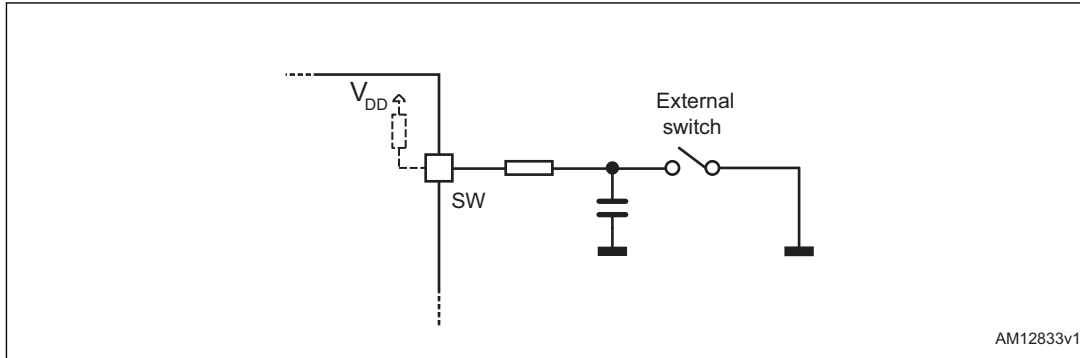 V_DD
External
switch
SW
AM12833v1